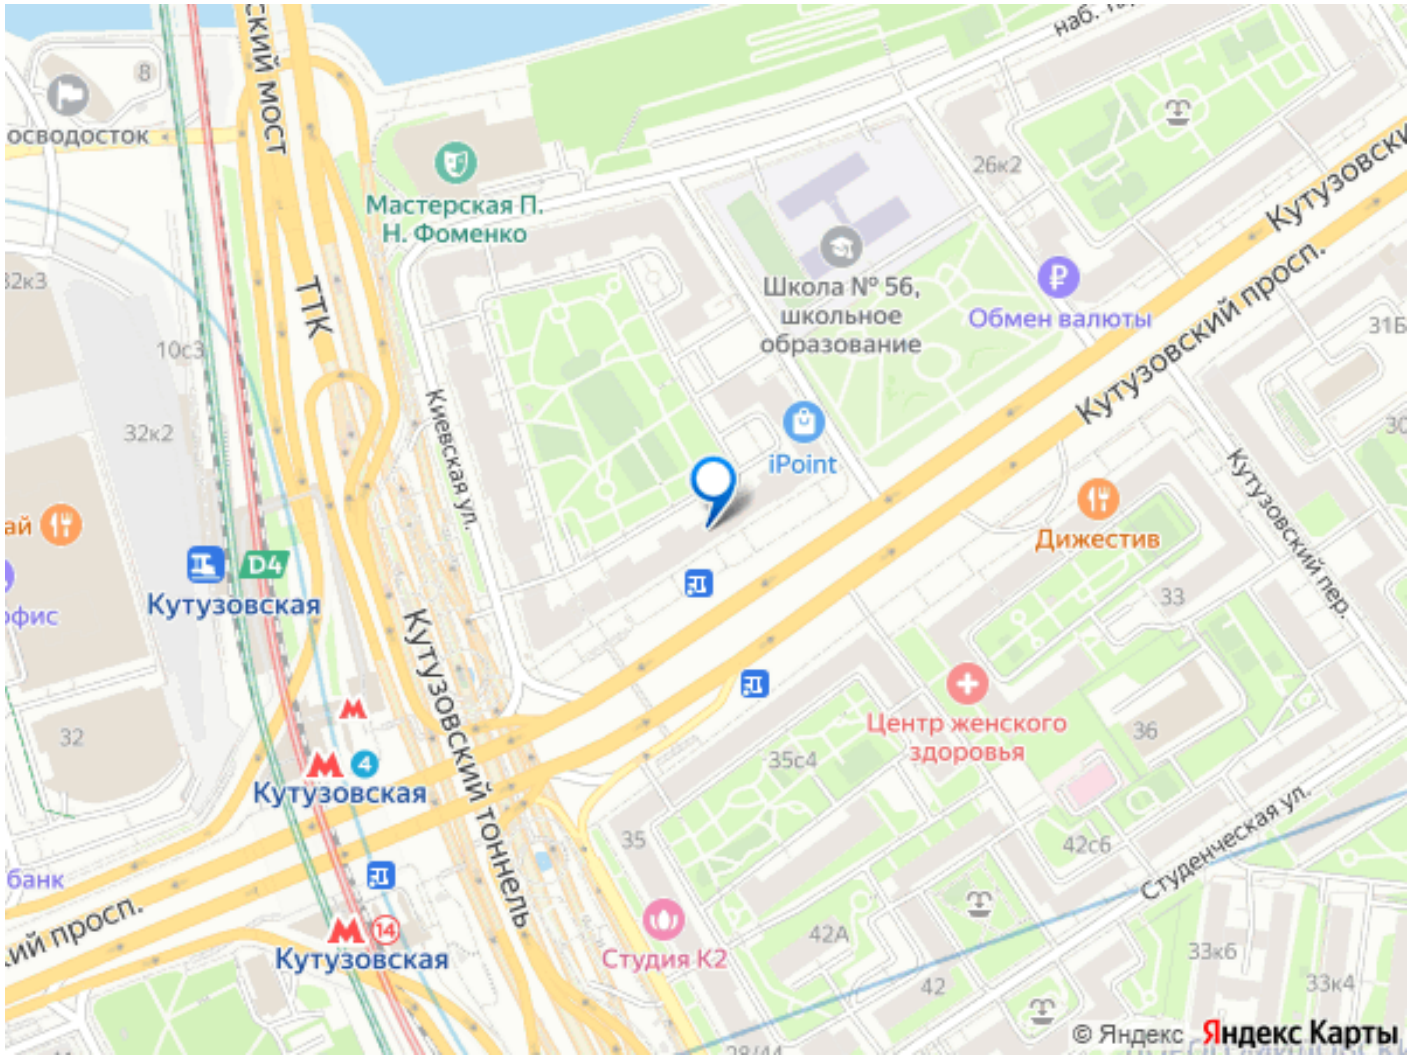 ский мост
наб. Та
8
осводосток
Мастерская П.
Н. Фоменко
26к2
Кутузовски
Кутузовский просп.
32к3
ТТК
Школа № 56,
школьное
образование
Обмен валюты
31Б
10с3
Киевская ул.
32к2
iPoint
30
Кутузовский пер.
ай
D4
Дижестив
Кутузовская
офис
33
Кутузовский тоннель
Центр женского
здоровья
36
32
М 4
Кутузовская
35с4
35
42с6
Студенческая ул.
банк
кий просп.
М 14
Кутузовская
Студия К2
42А
33к6
42
33к4
28/44
© Яндекс Яндекс Карты